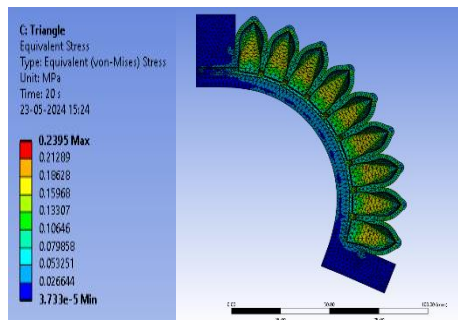 C: Triangle
Equivalent Stress
Type: Equivalent (von-Mises) Stress
Unit: MPa
Time: 20 s
23-05-2024 15:24
0.2395 Max
0.21289
0.18628
0.15968
0.13307
0.10646
0.079858
0.053251
0.026644
3.733e-5 Min